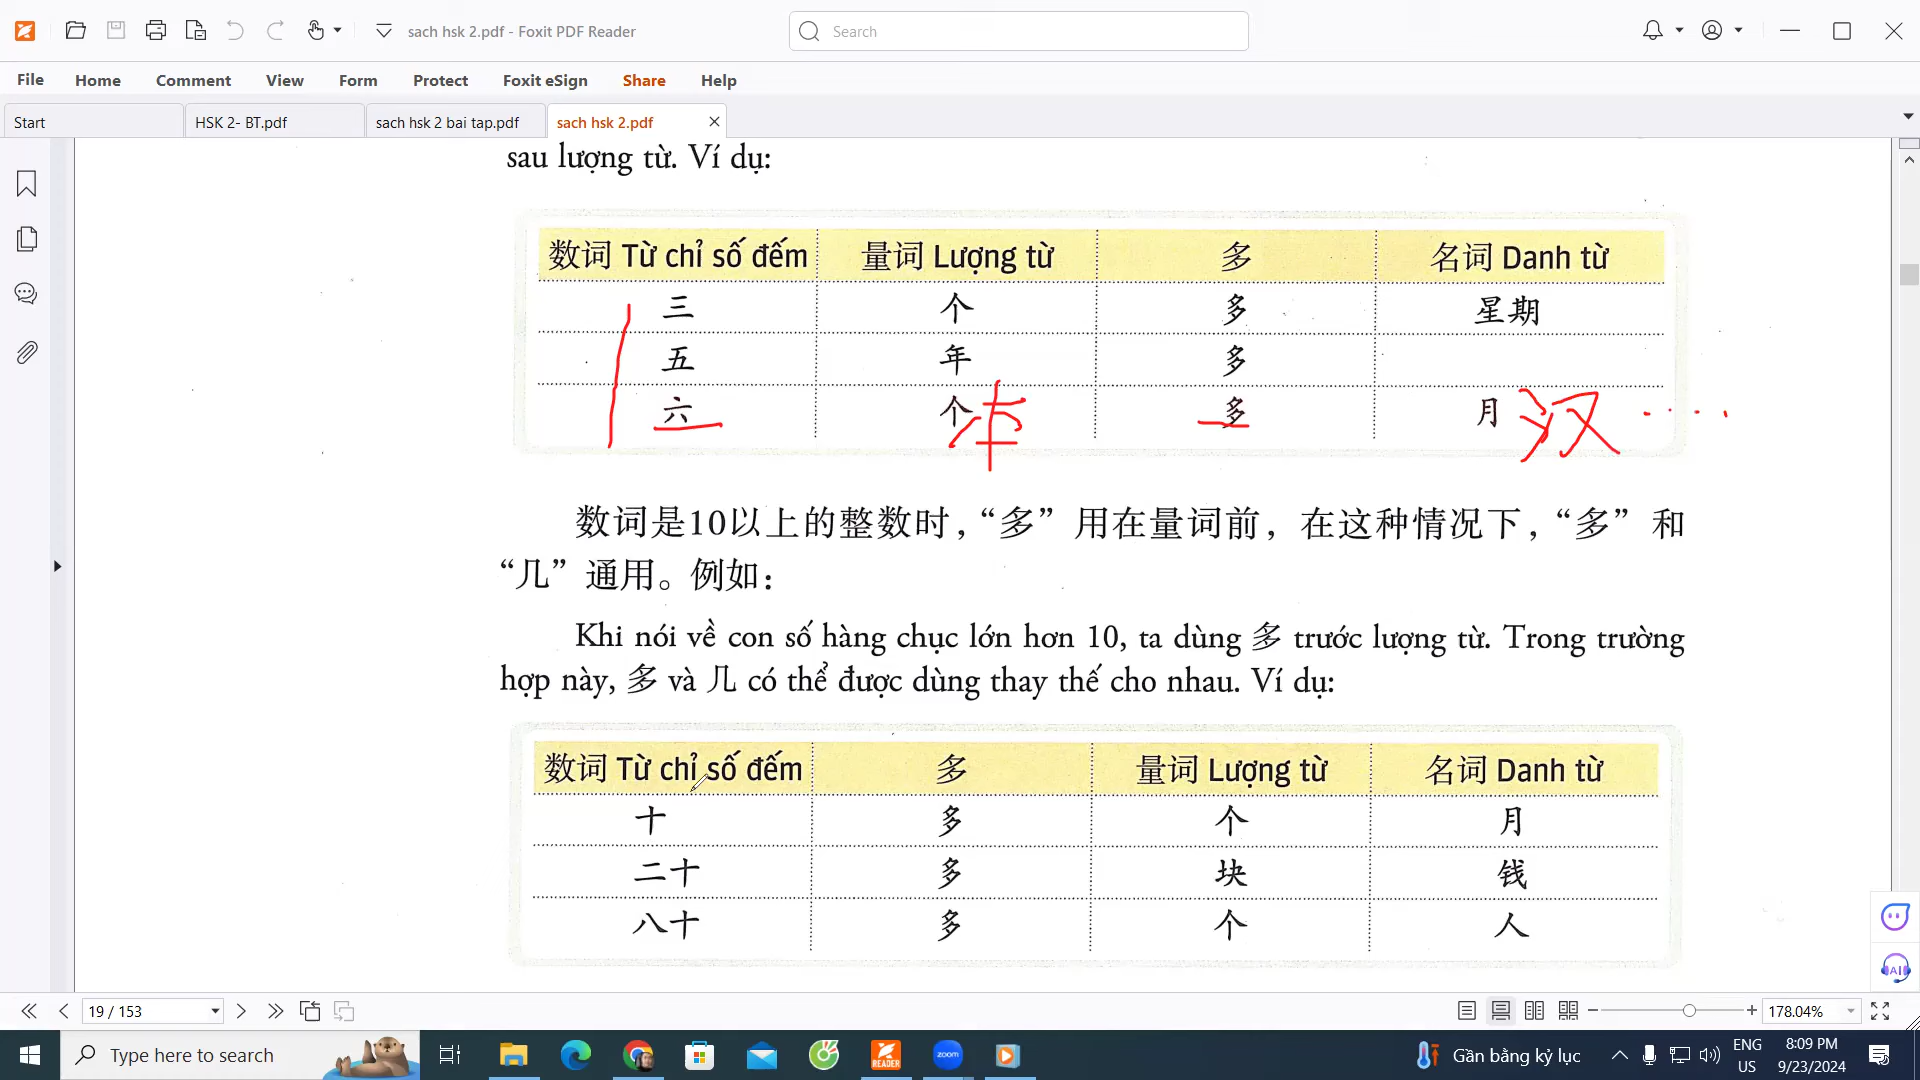 sach hsk 2.pdf - Foxit PDF Reader
Search
File Home Comment View Form Protect Foxit eSign Share Help
Start HSK 2- BT.pdf sach hsk 2 bai tap.pdf sach hsk 2.pdf
sau lượng từ. Ví dụ:
数词 Từ chỉ số đếm 量词 Lượng từ 多 名词 Danh từ
三 个 多 星期
五 年 多
六 个 本 多 月 汉 .....
数词是10以上的整数时，“多”用在量词前，在这种情况下，“多”和
“几”通用。例如：
Khi nói về con số hàng chục lớn hơn 10, ta dùng 多 trước lượng từ. Trong trường
hợp này, 多 và 几 có thể được dùng thay thế cho nhau. Ví dụ:
数词 Từ chỉ số đếm 多 量词 Lượng từ 名词 Danh từ
十 多 个 月
二十 多 块 钱
八十 多 个 人
AI
19 / 153
178.04%
Type here to search
READER
zoom
Gần bằng kỷ lục
ENG
US
8:09 PM
9/23/2024